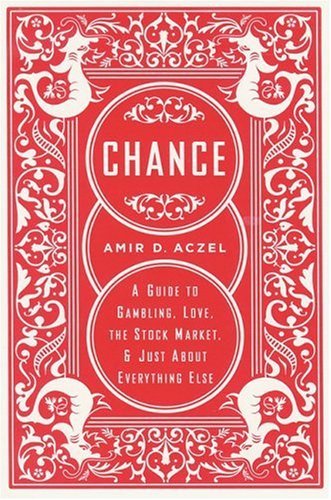 CHANCE
AMIR D. ACZEL
A GUIDE TO
GAMBLING, LOVE,
THE STOCK MARKET,
& JUST ABOUT
EVERYTHING ELSE